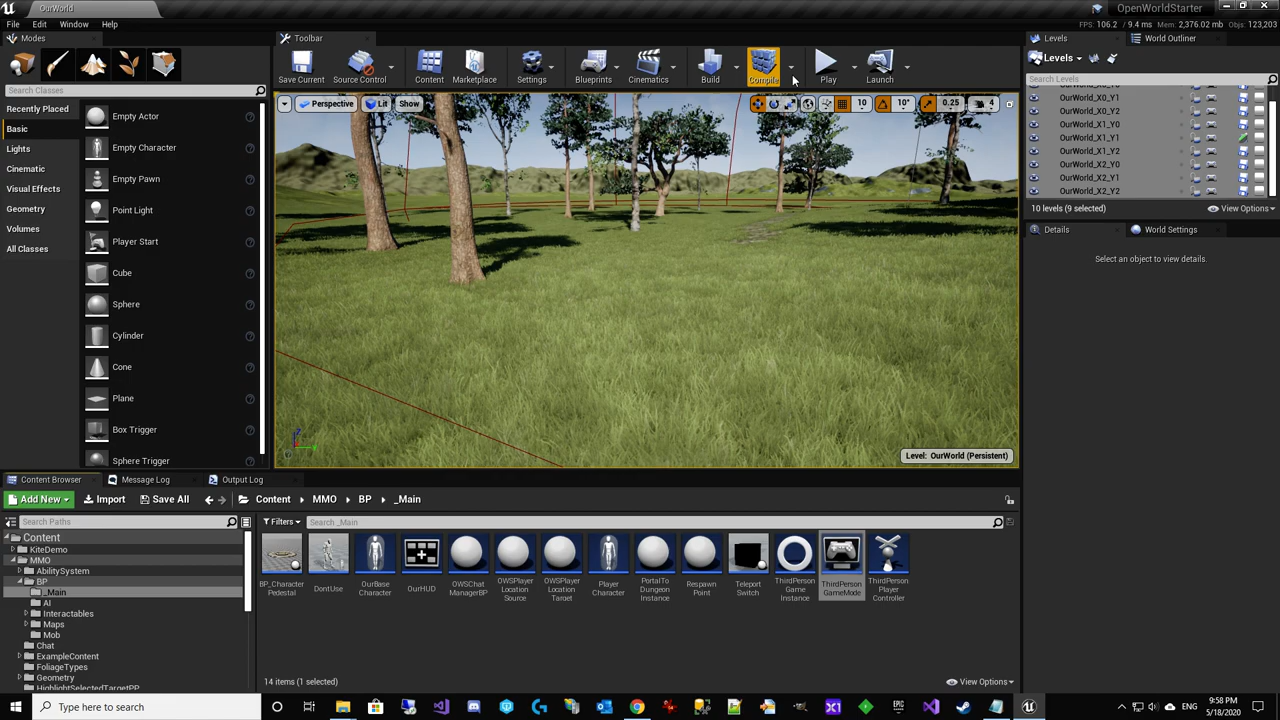 OurWorld
OpenWorldStarter
File Edit Window Help
FPS: 106.2 / 9.4 ms Mem: 2,376.02 mb Objs: 123,203
Modes
Toolbar
Levels
World Outliner
Save Current
Source Control
Content
Marketplace
Settings
Blueprints
Cinematics
Build
Compile
Play
Launch
Levels
Search Levels
OurWorld_X0_Y1
OurWorld_X0_Y2
OurWorld_X1_Y0
OurWorld_X1_Y1
OurWorld_X1_Y2
OurWorld_X2_Y0
OurWorld_X2_Y1
OurWorld_X2_Y2
10 levels (9 selected)
View Options
Details
World Settings
Select an object to view details.
Search Classes
Recently Placed
Basic
Lights
Cinematic
Visual Effects
Geometry
Volumes
All Classes
Empty Actor
Empty Character
Empty Pawn
Point Light
Player Start
Cube
Sphere
Cylinder
Cone
Plane
Box Trigger
Sphere Trigger
Perspective
Lit
Show
10
10°
0.25
4
Level: OurWorld (Persistent)
Content Browser
Message Log
Output Log
Add New
Import
Save All
Content
MMO
BP
_Main
Search Paths
Filters
Search _Main
Content
KiteDemo
MMO
AbilitySystem
BP
_Main
AI
Interactables
Maps
Mob
Chat
ExampleContent
FoliageTypes
Geometry
HighlightSelectedTargetPP
BP_Character
Pedestal
DontUse
OurBase
Character
OurHUD
OWSChat
ManagerBP
OWSPlayer
Location
Source
OWSPlayer
Location
Target
Player
Character
PortalTo
Dungeon
Instance
Respawn
Point
Teleport
Switch
ThirdPerson
Game
Instance
ThirdPerson
GameMode
ThirdPerson
Player
Controller
14 items (1 selected)
View Options
Type here to search
ENG
9:58 PM
5/18/2020